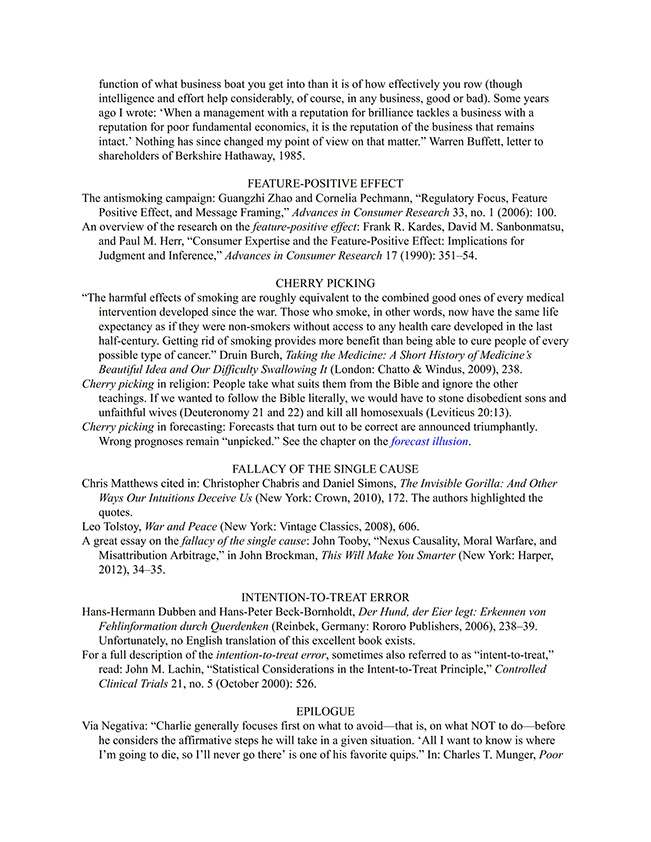 function of what business boat you get into than it is of how effectively you row (though
intelligence and effort help considerably, of course, in any business, good or bad). Some years
ago I wrote: ‘When a management with a reputation for brilliance tackles a business with a
reputation for poor fundamental economics, it is the reputation of the business that remains
intact.’ Nothing has since changed my point of view on that matter.” Warren Buffett, letter to
shareholders of Berkshire Hathaway, 1985.
FEATURE-POSITIVE EFFECT
The antismoking campaign: Guangzhi Zhao and Cornelia Pechmann, “Regulatory Focus, Feature
Positive Effect, and Message Framing,” Advances in Consumer Research 33, no. 1 (2006): 100.
An overview of the research on the feature-positive effect: Frank R. Kardes, David M. Sanbonmatsu,
and Paul M. Herr, “Consumer Expertise and the Feature-Positive Effect: Implications for
Judgment and Inference,” Advances in Consumer Research 17 (1990): 351–54.
CHERRY PICKING
“The harmful effects of smoking are roughly equivalent to the combined good ones of every medical
intervention developed since the war. Those who smoke, in other words, now have the same life
expectancy as if they were non-smokers without access to any health care developed in the last
half-century. Getting rid of smoking provides more benefit than being able to cure people of every
possible type of cancer.” Druin Burch, Taking the Medicine: A Short History of Medicine’s
Beautiful Idea and Our Difficulty Swallowing It (London: Chatto & Windus, 2009), 238.
Cherry picking in religion: People take what suits them from the Bible and ignore the other
teachings. If we wanted to follow the Bible literally, we would have to stone disobedient sons and
unfaithful wives (Deuteronomy 21 and 22) and kill all homosexuals (Leviticus 20:13).
Cherry picking in forecasting: Forecasts that turn out to be correct are announced triumphantly.
Wrong prognoses remain “unpicked.” See the chapter on the forecast illusion.
FALLACY OF THE SINGLE CAUSE
Chris Matthews cited in: Christopher Chabris and Daniel Simons, The Invisible Gorilla: And Other
Ways Our Intuitions Deceive Us (New York: Crown, 2010), 172. The authors highlighted the
quotes.
Leo Tolstoy, War and Peace (New York: Vintage Classics, 2008), 606.
A great essay on the fallacy of the single cause: John Tooby, “Nexus Causality, Moral Warfare, and
Misattribution Arbitrage,” in John Brockman, This Will Make You Smarter (New York: Harper,
2012), 34–35.
INTENTION-TO-TREAT ERROR
Hans-Hermann Dubben and Hans-Peter Beck-Bornholdt, Der Hund, der Eier legt: Erkennen von
Fehlinformation durch Querdenken (Reinbek, Germany: Rororo Publishers, 2006), 238–39.
Unfortunately, no English translation of this excellent book exists.
For a full description of the intention-to-treat error, sometimes also referred to as “intent-to-treat,”
read: John M. Lachin, “Statistical Considerations in the Intent-to-Treat Principle,” Controlled
Clinical Trials 21, no. 5 (October 2000): 526.
EPILOGUE
Via Negativa: “Charlie generally focuses first on what to avoid—that is, on what NOT to do—before
he considers the affirmative steps he will take in a given situation. ‘All I want to know is where
I’m going to die, so I’ll never go there’ is one of his favorite quips.” In: Charles T. Munger, Poor